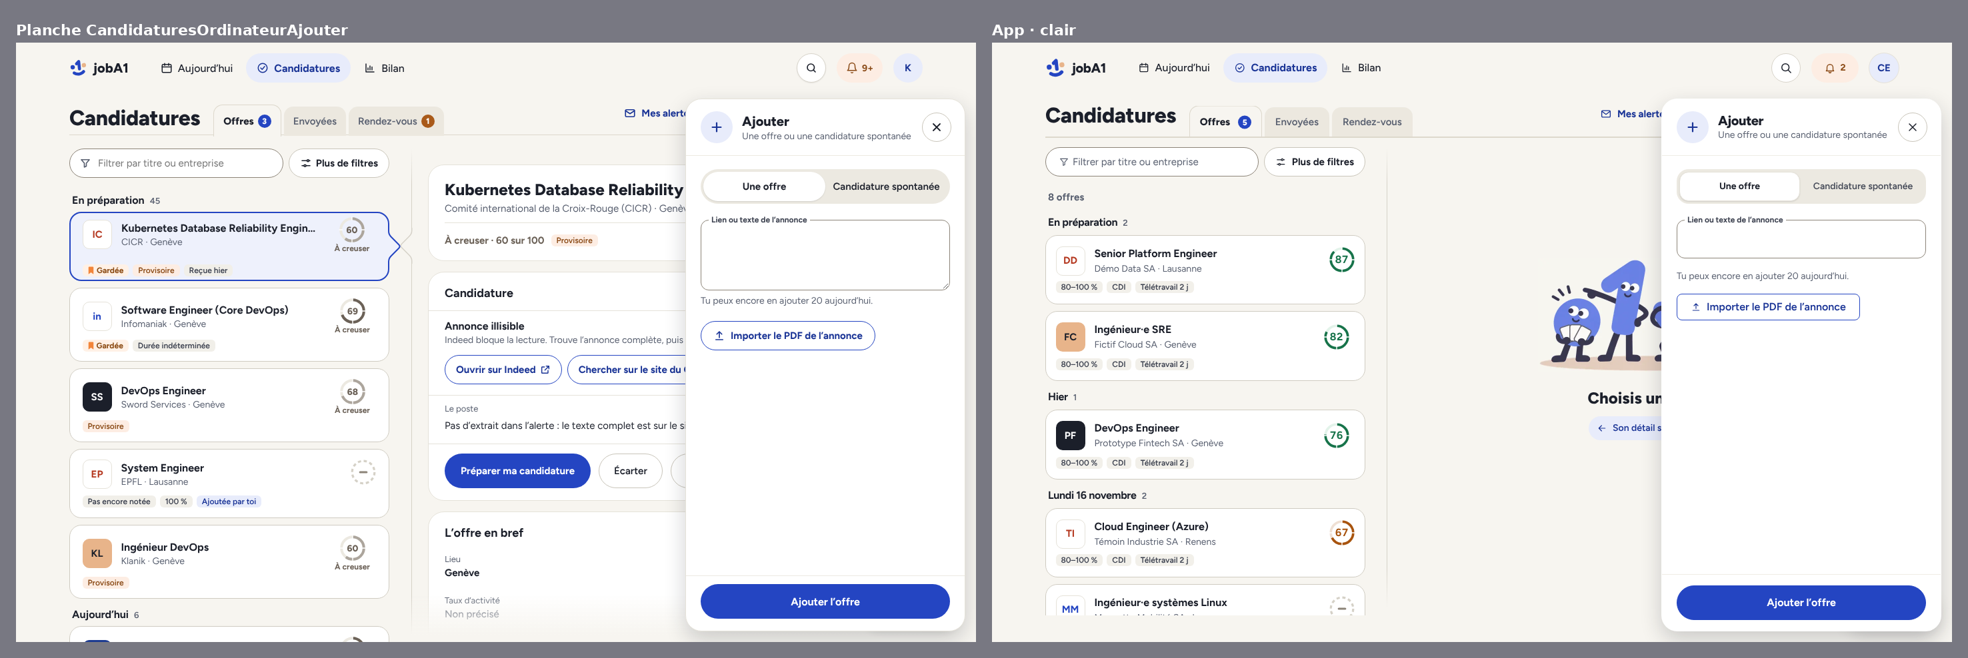 Planche CandidaturesOrdinateurAjouter
jobA1
Aujourd'hui
Candidatures
Bilan
9+
K
Candidatures
Offres 3
Envoyées
Rendez-vous 1
Mes alert
Filtrer par titre ou entreprise
Plus de filtres
En préparation 45
IC
Kubernetes Database Reliability Engin...
CICR · Genève
60
À creuser
Gardée
Provisoire
Reçue hier
in
Software Engineer (Core DevOps)
Infomaniak · Genève
69
À creuser
Gardée
Durée indéterminée
SS
DevOps Engineer
Sword Services · Genève
68
À creuser
Provisoire
EP
System Engineer
EPFL · Lausanne
Pas encore notée
100 %
Ajoutée par toi
KL
Ingénieur DevOps
Klanik · Genève
60
À creuser
Provisoire
Aujourd'hui 6
Kubernetes Database Reliability
Comité international de la Croix-Rouge (CICR) · Genèv
À creuser · 60 sur 100
Provisoire
Candidature
Annonce illisible
Indeed bloque la lecture. Trouve l'annonce complète, puis
Ouvrir sur Indeed
Chercher sur le site du
Le poste
Pas d'extrait dans l'alerte : le texte complet est sur le s
Préparer ma candidature
Écarter
L'offre en bref
Lieu
Genève
Taux d'activité
Non précisé
Ajouter
Une offre ou une candidature spontanée
Une offre
Candidature spontanée
Lien ou texte de l'annonce
Tu peux encore en ajouter 20 aujourd'hui.
Importer le PDF de l'annonce
Ajouter l'offre
App · clair
jobA1
Aujourd'hui
Candidatures
Bilan
2
CE
Candidatures
Offres 5
Envoyées
Rendez-vous
Mes alert
Filtrer par titre ou entreprise
Plus de filtres
8 offres
En préparation 2
DD
Senior Platform Engineer
Démo Data SA · Lausanne
87
80–100 %
CDI
Télétravail 2 j
FC
Ingénieur·e SRE
Fictif Cloud SA · Genève
82
80–100 %
CDI
Télétravail 2 j
Hier 1
PF
DevOps Engineer
Prototype Fintech SA · Genève
76
80–100 %
CDI
Télétravail 2 j
Lundi 16 novembre 2
TI
Cloud Engineer (Azure)
Témoin Industrie SA · Renens
67
80–100 %
CDI
Télétravail 2 j
MM
Ingénieur·e systèmes Linux
Choisis un
Son détail s
Ajouter
Une offre ou une candidature spontanée
Une offre
Candidature spontanée
Lien ou texte de l'annonce
Tu peux encore en ajouter 20 aujourd'hui.
Importer le PDF de l'annonce
Ajouter l'offre